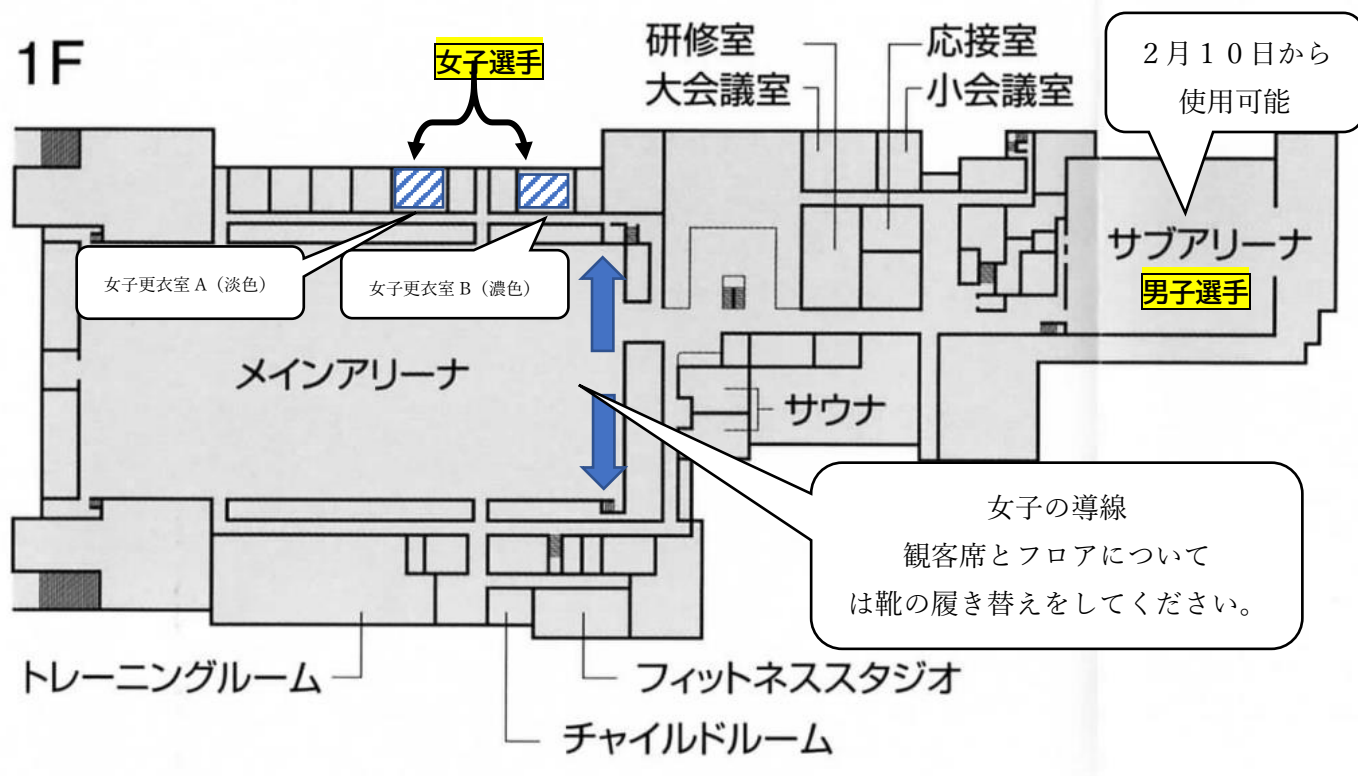 1F
女子選手
研修室
大会議室
応接室
小会議室
２月１０日から
使用可能
サブアリーナ
男子選手
女子更衣室 A（淡色）
女子更衣室 B（濃色）
メインアリーナ
サウナ
女子の導線
観客席とフロアについて
は靴の履き替えをしてください。
トレーニングルーム
フィットネススタジオ
チャイルドルーム